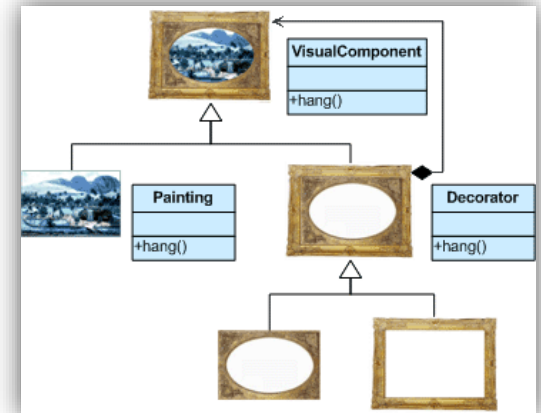 VisualComponent
+hang()
Painting
+hang()
Decorator
+hang()